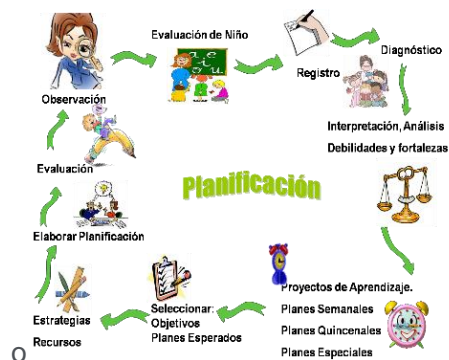 Evaluación de Niño
Diagnóstico
Registro
Observación
Interpretación, Análisis
Debilidades y fortalezas
Evaluación
Planificación
Elaborar Planificación
Proyectos de Aprendizaje.
Planes Semanales
Planes Quincenales
Planes Especiales
Seleccionar:
Objetivos
Planes Esperados
Estrategias
Recursos
a e
i o u